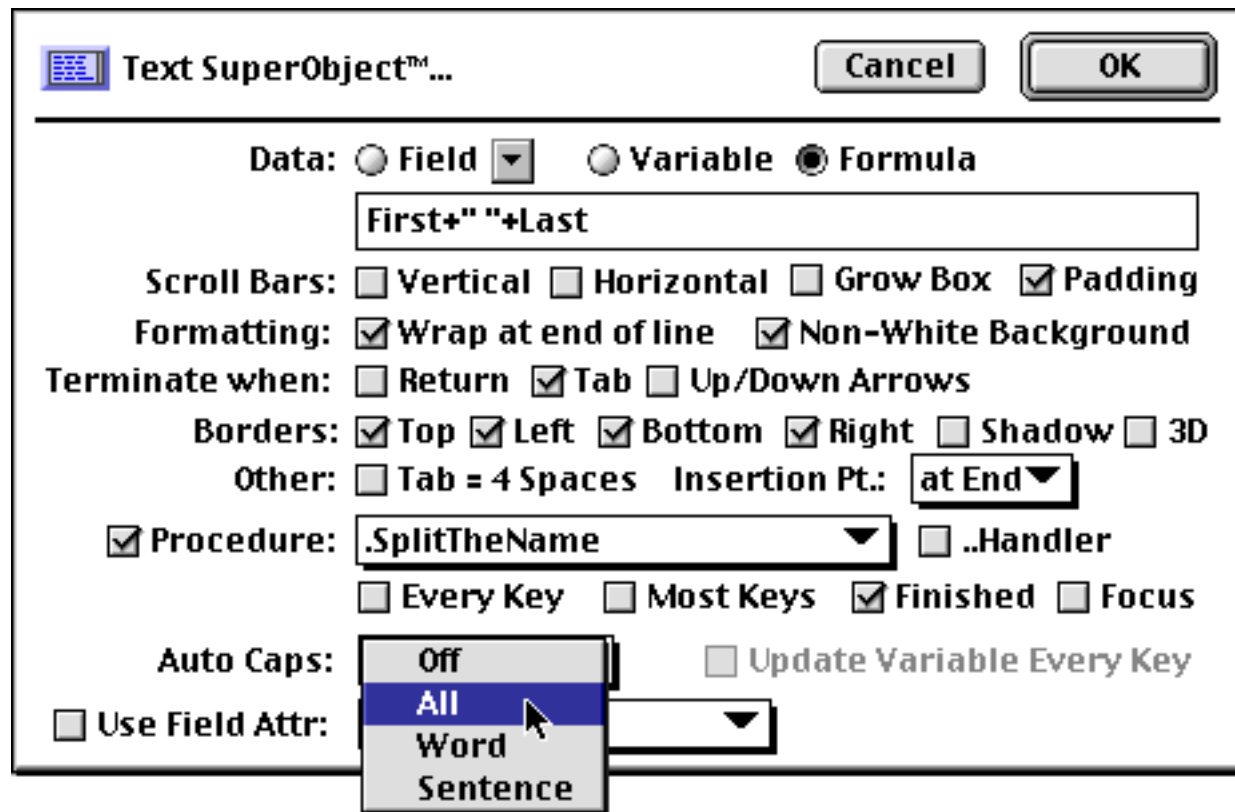 Text SuperObject™... Cancel OK
Data: Field Variable Formula
First+" "+Last
Scroll Bars: Vertical Horizontal Grow Box Padding
Formatting: Wrap at end of line Non-White Background
Terminate when: Return Tab Up/Down Arrows
Borders: Top Left Bottom Right Shadow 3D
Other: Tab = 4 Spaces Insertion Pt.: at End
Procedure: .SplitTheName ..Handler
Every Key Most Keys Finished Focus
Auto Caps: Off Update Variable Every Key
All
Use Field Attr:
Word
Sentence